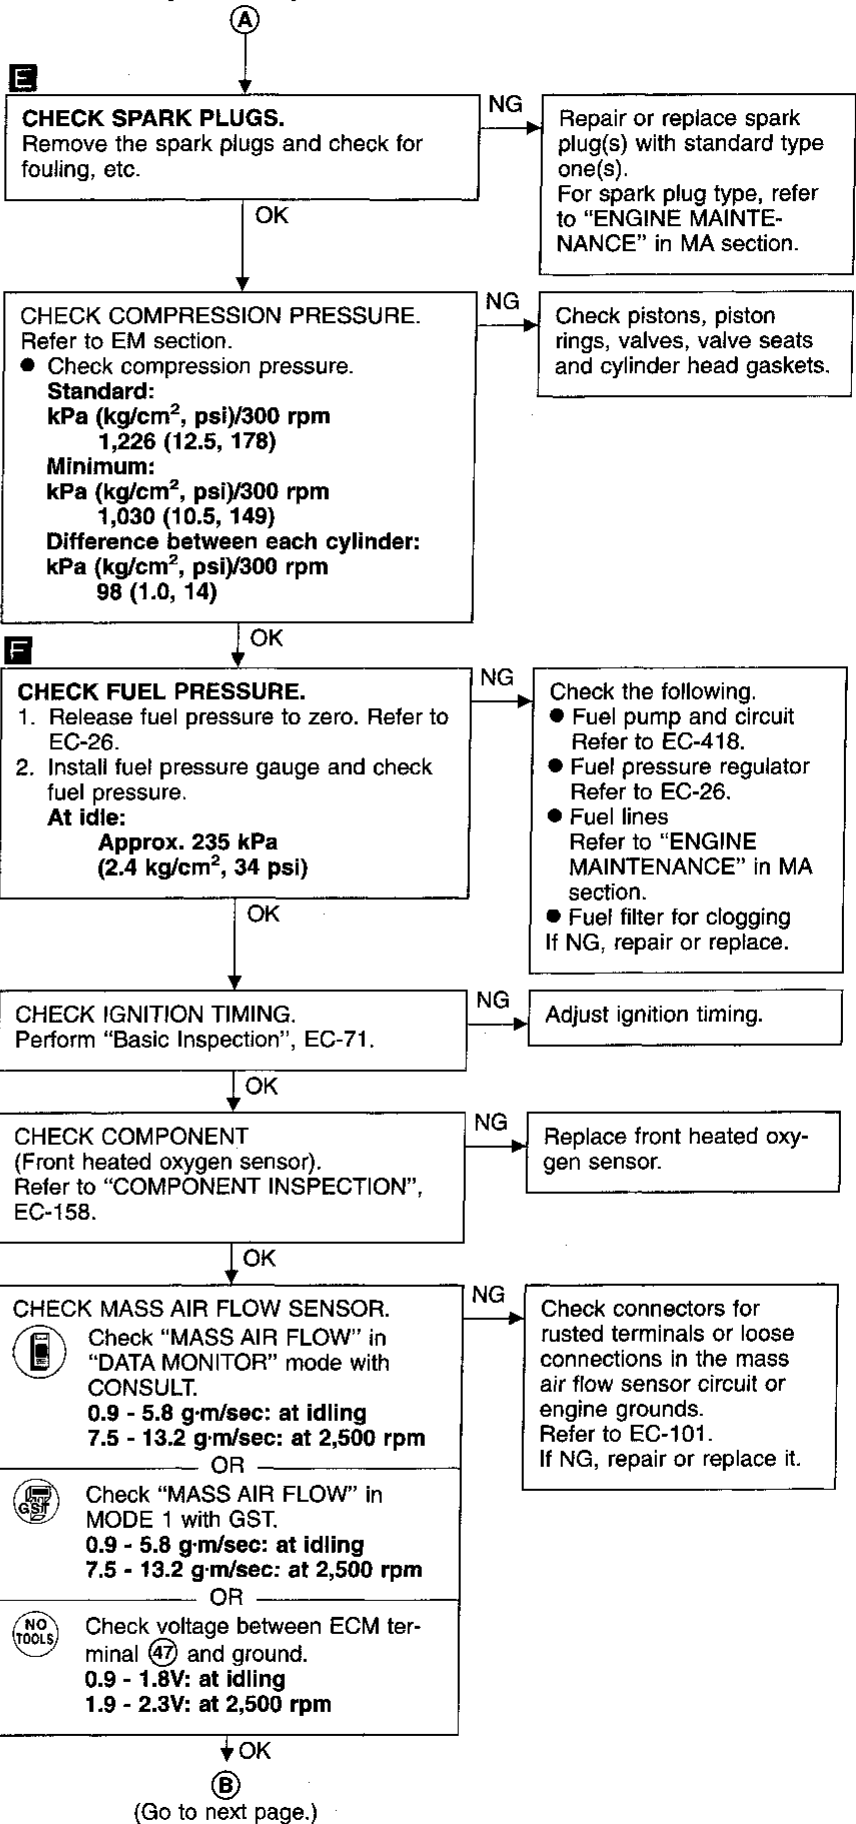 A
E
CHECK SPARK PLUGS.
Remove the spark plugs and check for
fouling, etc.
NG
Repair or replace spark
plug(s) with standard type
one(s).
For spark plug type, refer
to "ENGINE MAINTE-
NANCE" in MA section.
OK
CHECK COMPRESSION PRESSURE.
Refer to EM section.
● Check compression pressure.
Standard:
kPa (kg/cm², psi)/300 rpm
1,226 (12.5, 178)
Minimum:
kPa (kg/cm², psi)/300 rpm
1,030 (10.5, 149)
Difference between each cylinder:
kPa (kg/cm², psi)/300 rpm
98 (1.0, 14)
NG
Check pistons, piston
rings, valves, valve seats
and cylinder head gaskets.
OK
F
CHECK FUEL PRESSURE.
1. Release fuel pressure to zero. Refer to
EC-26.
2. Install fuel pressure gauge and check
fuel pressure.
At idle:
Approx. 235 kPa
(2.4 kg/cm², 34 psi)
NG
Check the following.
● Fuel pump and circuit
Refer to EC-418.
● Fuel pressure regulator
Refer to EC-26.
● Fuel lines
Refer to "ENGINE
MAINTENANCE" in MA
section.
● Fuel filter for clogging
If NG, repair or replace.
OK
CHECK IGNITION TIMING.
Perform "Basic Inspection", EC-71.
NG
Adjust ignition timing.
OK
CHECK COMPONENT
(Front heated oxygen sensor).
Refer to "COMPONENT INSPECTION",
EC-158.
NG
Replace front heated oxy-
gen sensor.
OK
CHECK MASS AIR FLOW SENSOR.
Check "MASS AIR FLOW" in
"DATA MONITOR" mode with
CONSULT.
0.9 - 5.8 g·m/sec: at idling
7.5 - 13.2 g·m/sec: at 2,500 rpm
OR
GST
Check "MASS AIR FLOW" in
MODE 1 with GST.
0.9 - 5.8 g·m/sec: at idling
7.5 - 13.2 g·m/sec: at 2,500 rpm
OR
NO
TOOLS
Check voltage between ECM ter-
minal 47 and ground.
0.9 - 1.8V: at idling
1.9 - 2.3V: at 2,500 rpm
NG
Check connectors for
rusted terminals or loose
connections in the mass
air flow sensor circuit or
engine grounds.
Refer to EC-101.
If NG, repair or replace it.
OK
B
(Go to next page.)